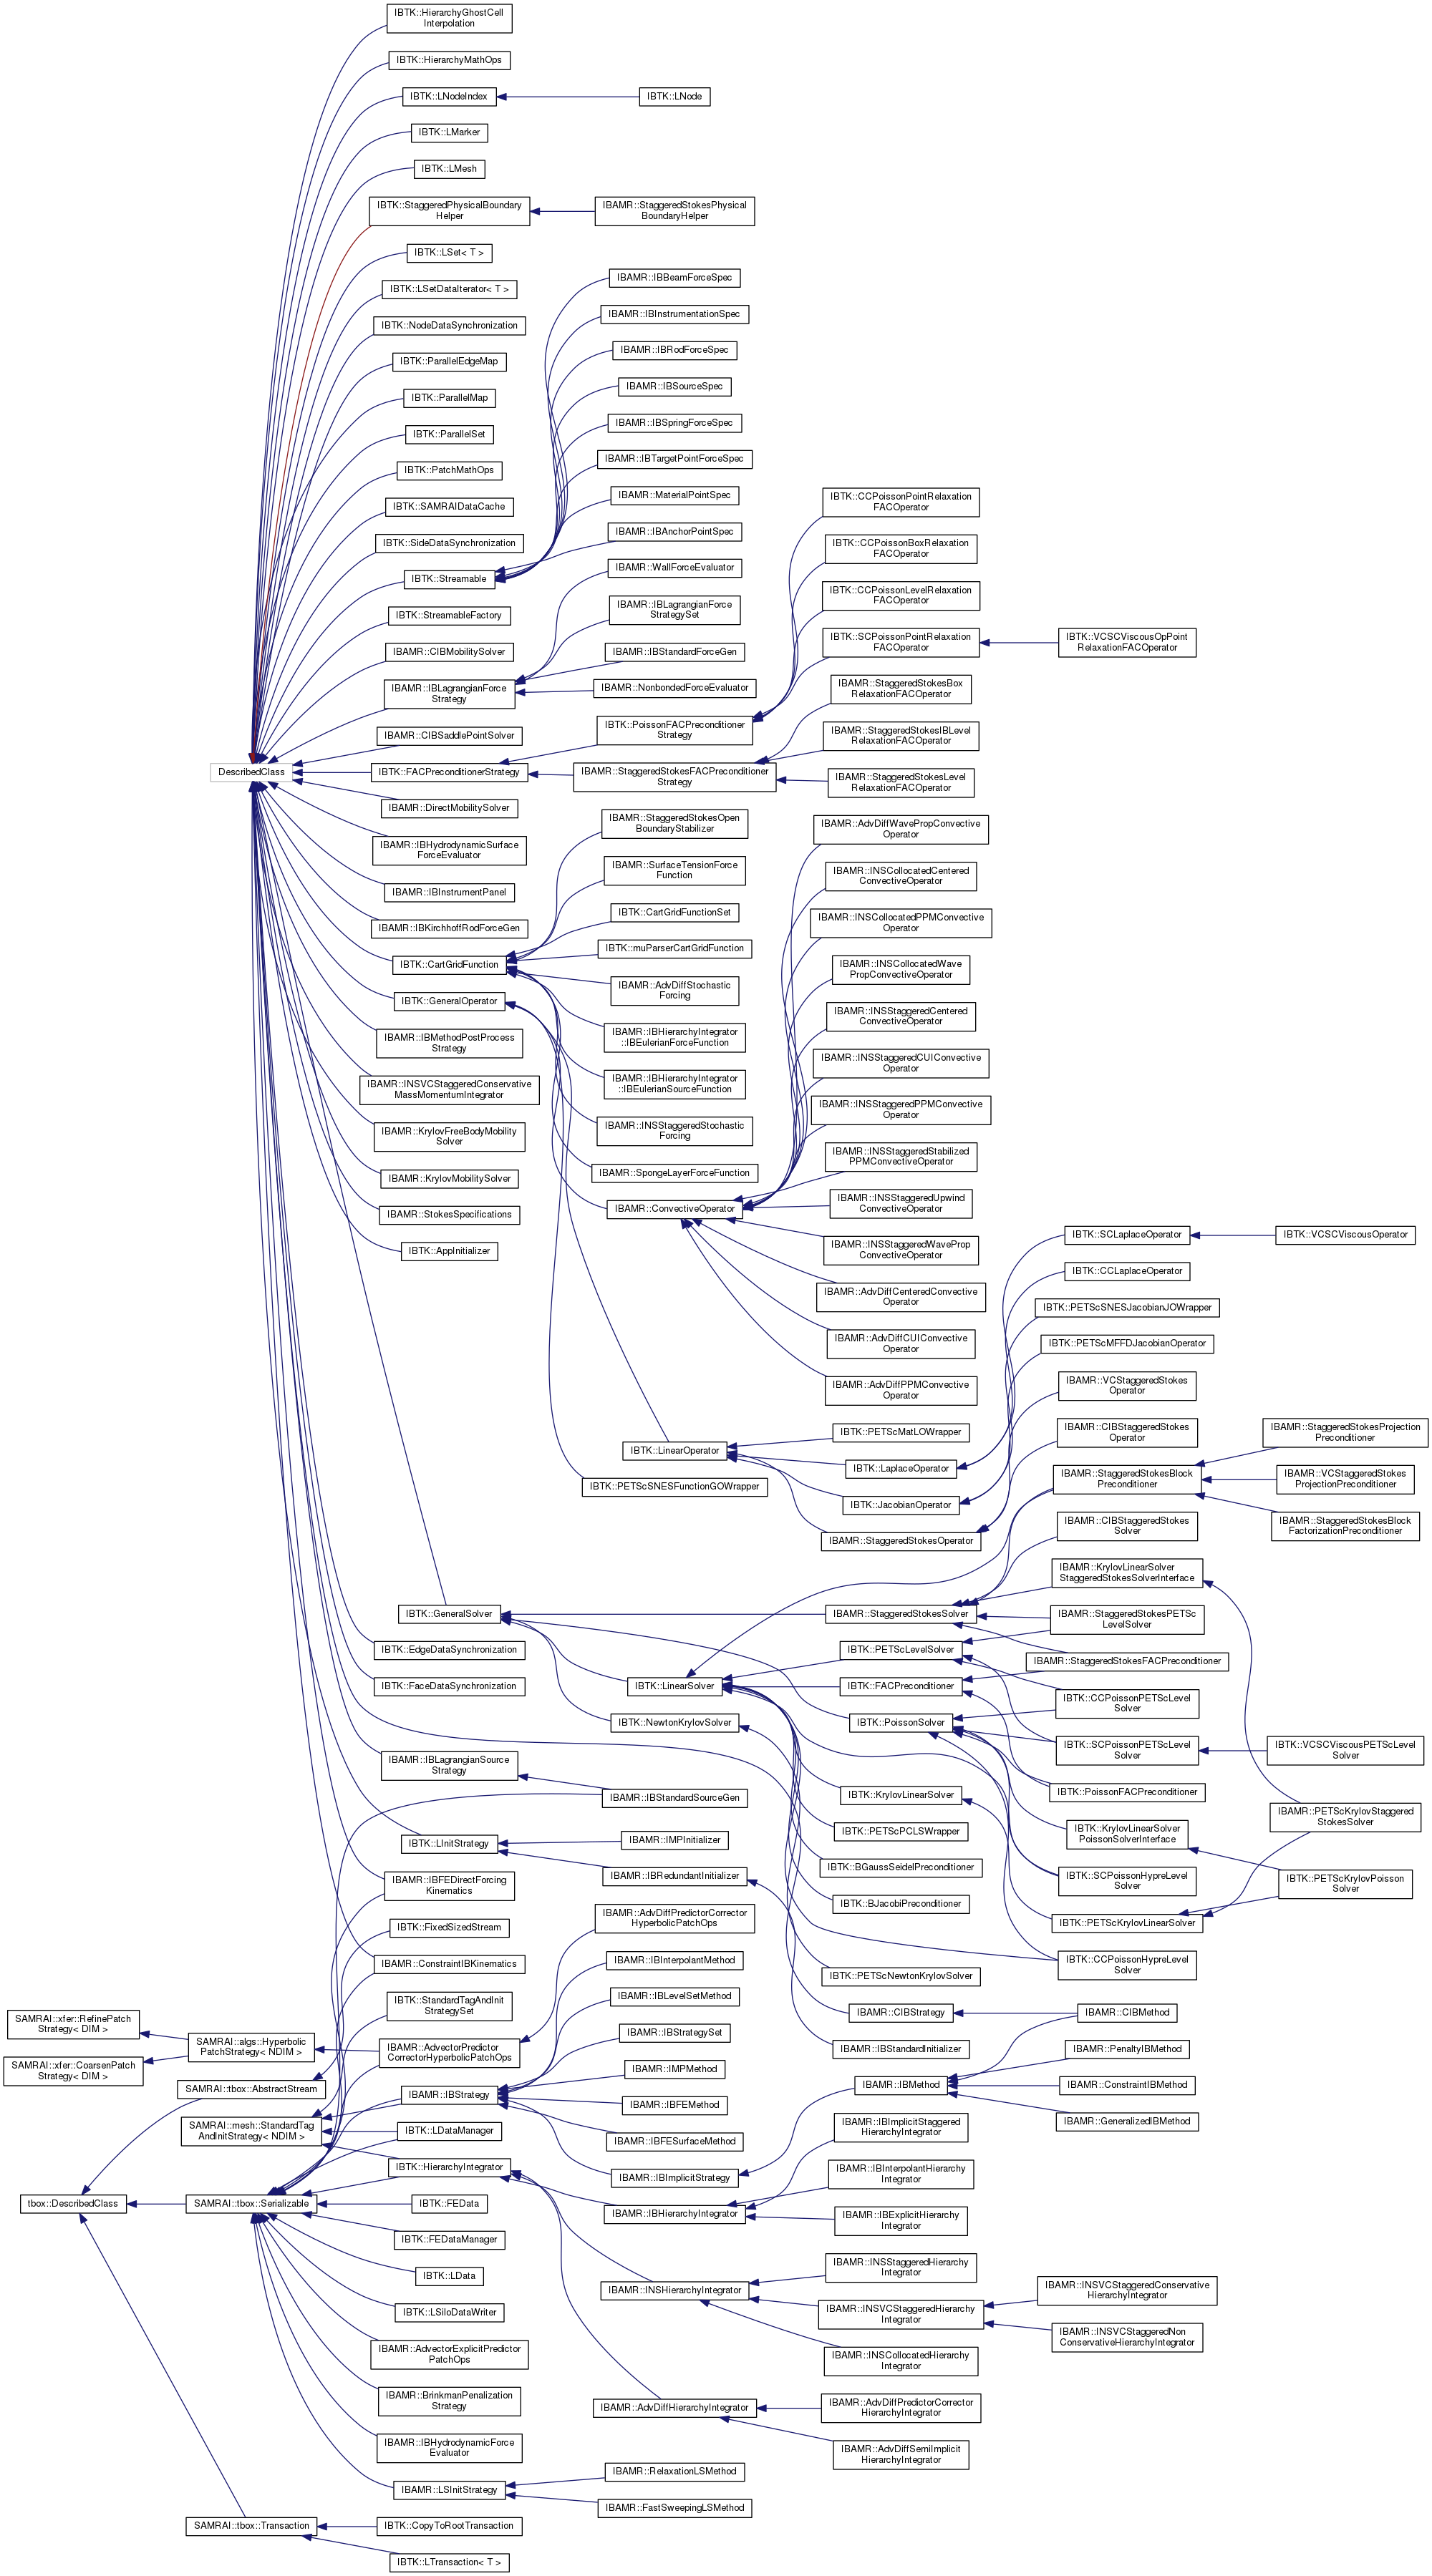 IBTK::HierarchyGhostCell
Interpolation
IBTK::HierarchyMathOps
IBTK::LNodeIndex
IBTK::LNode
IBTK::LMarker
IBTK::LMesh
IBTK::StaggeredPhysicalBoundary
Helper
IBAMR::StaggeredStokesPhysical
BoundaryHelper
IBTK::LSet< T >
IBTK::LSetDataIterator< T >
IBTK::NodeDataSynchronization
IBTK::ParallelEdgeMap
IBTK::ParallelMap
IBTK::ParallelSet
IBTK::PatchMathOps
IBTK::SAMRAIDataCache
IBTK::SideDataSynchronization
IBTK::Streamable
IBTK::StreamableFactory
IBAMR::CIBMobilitySolver
IBAMR::IBLagrangianForce
Strategy
IBAMR::CIBSaddlePointSolver
DescribedClass
IBTK::FACPreconditionerStrategy
IBAMR::DirectMobilitySolver
IBAMR::IBHydrodynamicSurface
ForceEvaluator
IBAMR::IBInstrumentPanel
IBAMR::IBKirchhoffRodForceGen
IBTK::CartGridFunction
IBTK::GeneralOperator
IBAMR::IBMethodPostProcess
Strategy
IBAMR::INSVCStaggeredConservative
MassMomentumIntegrator
IBAMR::KrylovFreeBodyMobility
Solver
IBAMR::KrylovMobilitySolver
IBAMR::StokesSpecifications
IBTK::AppInitializer
IBAMR::IBBeamForceSpec
IBAMR::IBInstrumentationSpec
IBAMR::IBRodForceSpec
IBAMR::IBSourceSpec
IBAMR::IBSpringForceSpec
IBAMR::IBTargetPointForceSpec
IBAMR::MaterialPointSpec
IBAMR::IBAnchorPointSpec
IBAMR::WallForceEvaluator
IBAMR::IBLagrangianForce
StrategySet
IBAMR::IBStandardForceGen
IBAMR::NonbondedForceEvaluator
IBTK::PoissonFACPreconditioner
Strategy
IBAMR::StaggeredStokesFACPreconditioner
Strategy
IBTK::CCPoissonPointRelaxation
FACOperator
IBTK::CCPoissonBoxRelaxation
FACOperator
IBTK::CCPoissonLevelRelaxation
FACOperator
IBTK::SCPoissonPointRelaxation
FACOperator
IBTK::VCSCViscousOpPoint
RelaxationFACOperator
IBAMR::StaggeredStokesBox
RelaxationFACOperator
IBAMR::StaggeredStokesIBLevel
RelaxationFACOperator
IBAMR::StaggeredStokesLevel
RelaxationFACOperator
IBAMR::StaggeredStokesOpen
BoundaryStabilizer
IBAMR::SurfaceTensionForce
Function
IBTK::CartGridFunctionSet
IBTK::muParserCartGridFunction
IBAMR::AdvDiffStochastic
Forcing
IBAMR::IBHierarchyIntegrator
::IBEulerianForceFunction
IBAMR::IBHierarchyIntegrator
::IBEulerianSourceFunction
IBAMR::INSStaggeredStochastic
Forcing
IBAMR::SpongeLayerForceFunction
IBAMR::ConvectiveOperator
IBAMR::AdvDiffWavePropConvective
Operator
IBAMR::INSCollocatedCentered
ConvectiveOperator
IBAMR::INSCollocatedPPMConvective
Operator
IBAMR::INSCollocatedWave
PropConvectiveOperator
IBAMR::INSStaggeredCentered
ConvectiveOperator
IBAMR::INSStaggeredCUIConvective
Operator
IBAMR::INSStaggeredPPMConvective
Operator
IBAMR::INSStaggeredStabilized
PPMConvectiveOperator
IBAMR::INSStaggeredUpwind
ConvectiveOperator
IBAMR::INSStaggeredWaveProp
ConvectiveOperator
IBAMR::AdvDiffCenteredConvective
Operator
IBAMR::AdvDiffCUIConvective
Operator
IBAMR::AdvDiffPPMConvective
Operator
IBTK::LinearOperator
IBTK::PETScSNESFunctionGOWrapper
IBTK::PETScMatLOWrapper
IBTK::LaplaceOperator
IBTK::JacobianOperator
IBAMR::StaggeredStokesOperator
IBTK::SCLaplaceOperator
IBTK::VCSCViscousOperator
IBTK::CCLaplaceOperator
IBTK::PETScSNESJacobianJOWrapper
IBTK::PETScMFFDJacobianOperator
IBAMR::VCStaggeredStokes
Operator
IBAMR::CIBStaggeredStokes
Operator
IBAMR::StaggeredStokesBlock
Preconditioner
IBAMR::StaggeredStokesProjection
Preconditioner
IBAMR::VCStaggeredStokes
ProjectionPreconditioner
IBAMR::StaggeredStokesBlock
FactorizationPreconditioner
IBAMR::CIBStaggeredStokes
Solver
IBAMR::KrylovLinearSolver
StaggeredStokesSolverInterface
IBAMR::StaggeredStokesPETSc
LevelSolver
IBAMR::StaggeredStokesFACPreconditioner
IBTK::CCPoissonPETScLevel
Solver
IBTK::SCPoissonPETScLevel
Solver
IBTK::VCSCViscousPETScLevel
Solver
IBTK::PoissonFACPreconditioner
IBTK::KrylovLinearSolver
PoissonSolverInterface
IBAMR::PETScKrylovStaggered
StokesSolver
IBTK::SCPoissonHypreLevel
Solver
IBTK::PETScKrylovPoisson
Solver
IBTK::PETScKrylovLinearSolver
IBTK::CCPoissonHypreLevel
Solver
IBTK::GeneralSolver
IBTK::EdgeDataSynchronization
IBTK::FaceDataSynchronization
IBAMR::IBLagrangianSource
Strategy
IBTK::LInitStrategy
IBAMR::IBFEDirectForcing
Kinematics
IBTK::FixedSizedStream
IBAMR::ConstraintIBKinematics
IBTK::StandardTagAndInit
StrategySet
IBAMR::StaggeredStokesSolver
IBTK::PETScLevelSolver
IBTK::LinearSolver
IBTK::FACPreconditioner
IBTK::NewtonKrylovSolver
IBTK::PoissonSolver
IBAMR::IBStandardSourceGen
IBTK::KrylovLinearSolver
IBAMR::IMPInitializer
IBTK::PETScPCLSWrapper
IBAMR::IBRedundantInitializer
IBTK::BGaussSeidelPreconditioner
IBTK::BJacobiPreconditioner
IBTK::PETScNewtonKrylovSolver
IBAMR::CIBStrategy
IBAMR::CIBMethod
IBAMR::IBStandardInitializer
IBAMR::AdvDiffPredictorCorrector
HyperbolicPatchOps
IBAMR::IBInterpolantMethod
IBAMR::IBLevelSetMethod
IBAMR::IBStrategySet
IBAMR::IMPMethod
IBAMR::IBFEMethod
IBAMR::IBFESurfaceMethod
IBAMR::IBImplicitStrategy
IBAMR::IBMethod
IBAMR::PenaltyIBMethod
IBAMR::ConstraintIBMethod
IBAMR::GeneralizedIBMethod
SAMRAI::xfer::RefinePatch
Strategy< DIM >
SAMRAI::xfer::CoarsenPatch
Strategy< DIM >
SAMRAI::algs::Hyperbolic
PatchStrategy< NDIM >
IBAMR::AdvectorPredictor
CorrectorHyperbolicPatchOps
SAMRAI::tbox::AbstractStream
IBAMR::IBStrategy
SAMRAI::mesh::StandardTag
AndInitStrategy< NDIM >
IBTK::LDataManager
IBTK::HierarchyIntegrator
tbox::DescribedClass
SAMRAI::tbox::Serializable
IBTK::FEData
IBTK::FEDataManager
IBTK::LData
IBTK::LSiloDataWriter
IBAMR::AdvectorExplicitPredictor
PatchOps
IBAMR::BrinkmanPenalization
Strategy
IBAMR::IBHydrodynamicForce
Evaluator
IBAMR::LSInitStrategy
IBAMR::IBHierarchyIntegrator
IBAMR::IBImplicitStaggered
HierarchyIntegrator
IBAMR::IBInterpolantHierarchy
Integrator
IBAMR::IBExplicitHierarchy
Integrator
IBAMR::INSHierarchyIntegrator
IBAMR::INSStaggeredHierarchy
Integrator
IBAMR::INSVCStaggeredHierarchy
Integrator
IBAMR::INSVCStaggeredConservative
HierarchyIntegrator
IBAMR::INSVCStaggeredNon
ConservativeHierarchyIntegrator
IBAMR::INSCollocatedHierarchy
Integrator
IBAMR::AdvDiffHierarchyIntegrator
IBAMR::AdvDiffPredictorCorrector
HierarchyIntegrator
IBAMR::AdvDiffSemiImplicit
HierarchyIntegrator
IBAMR::RelaxationLSMethod
IBAMR::FastSweepingLSMethod
SAMRAI::tbox::Transaction
IBTK::CopyToRootTransaction
IBTK::LTransaction< T >